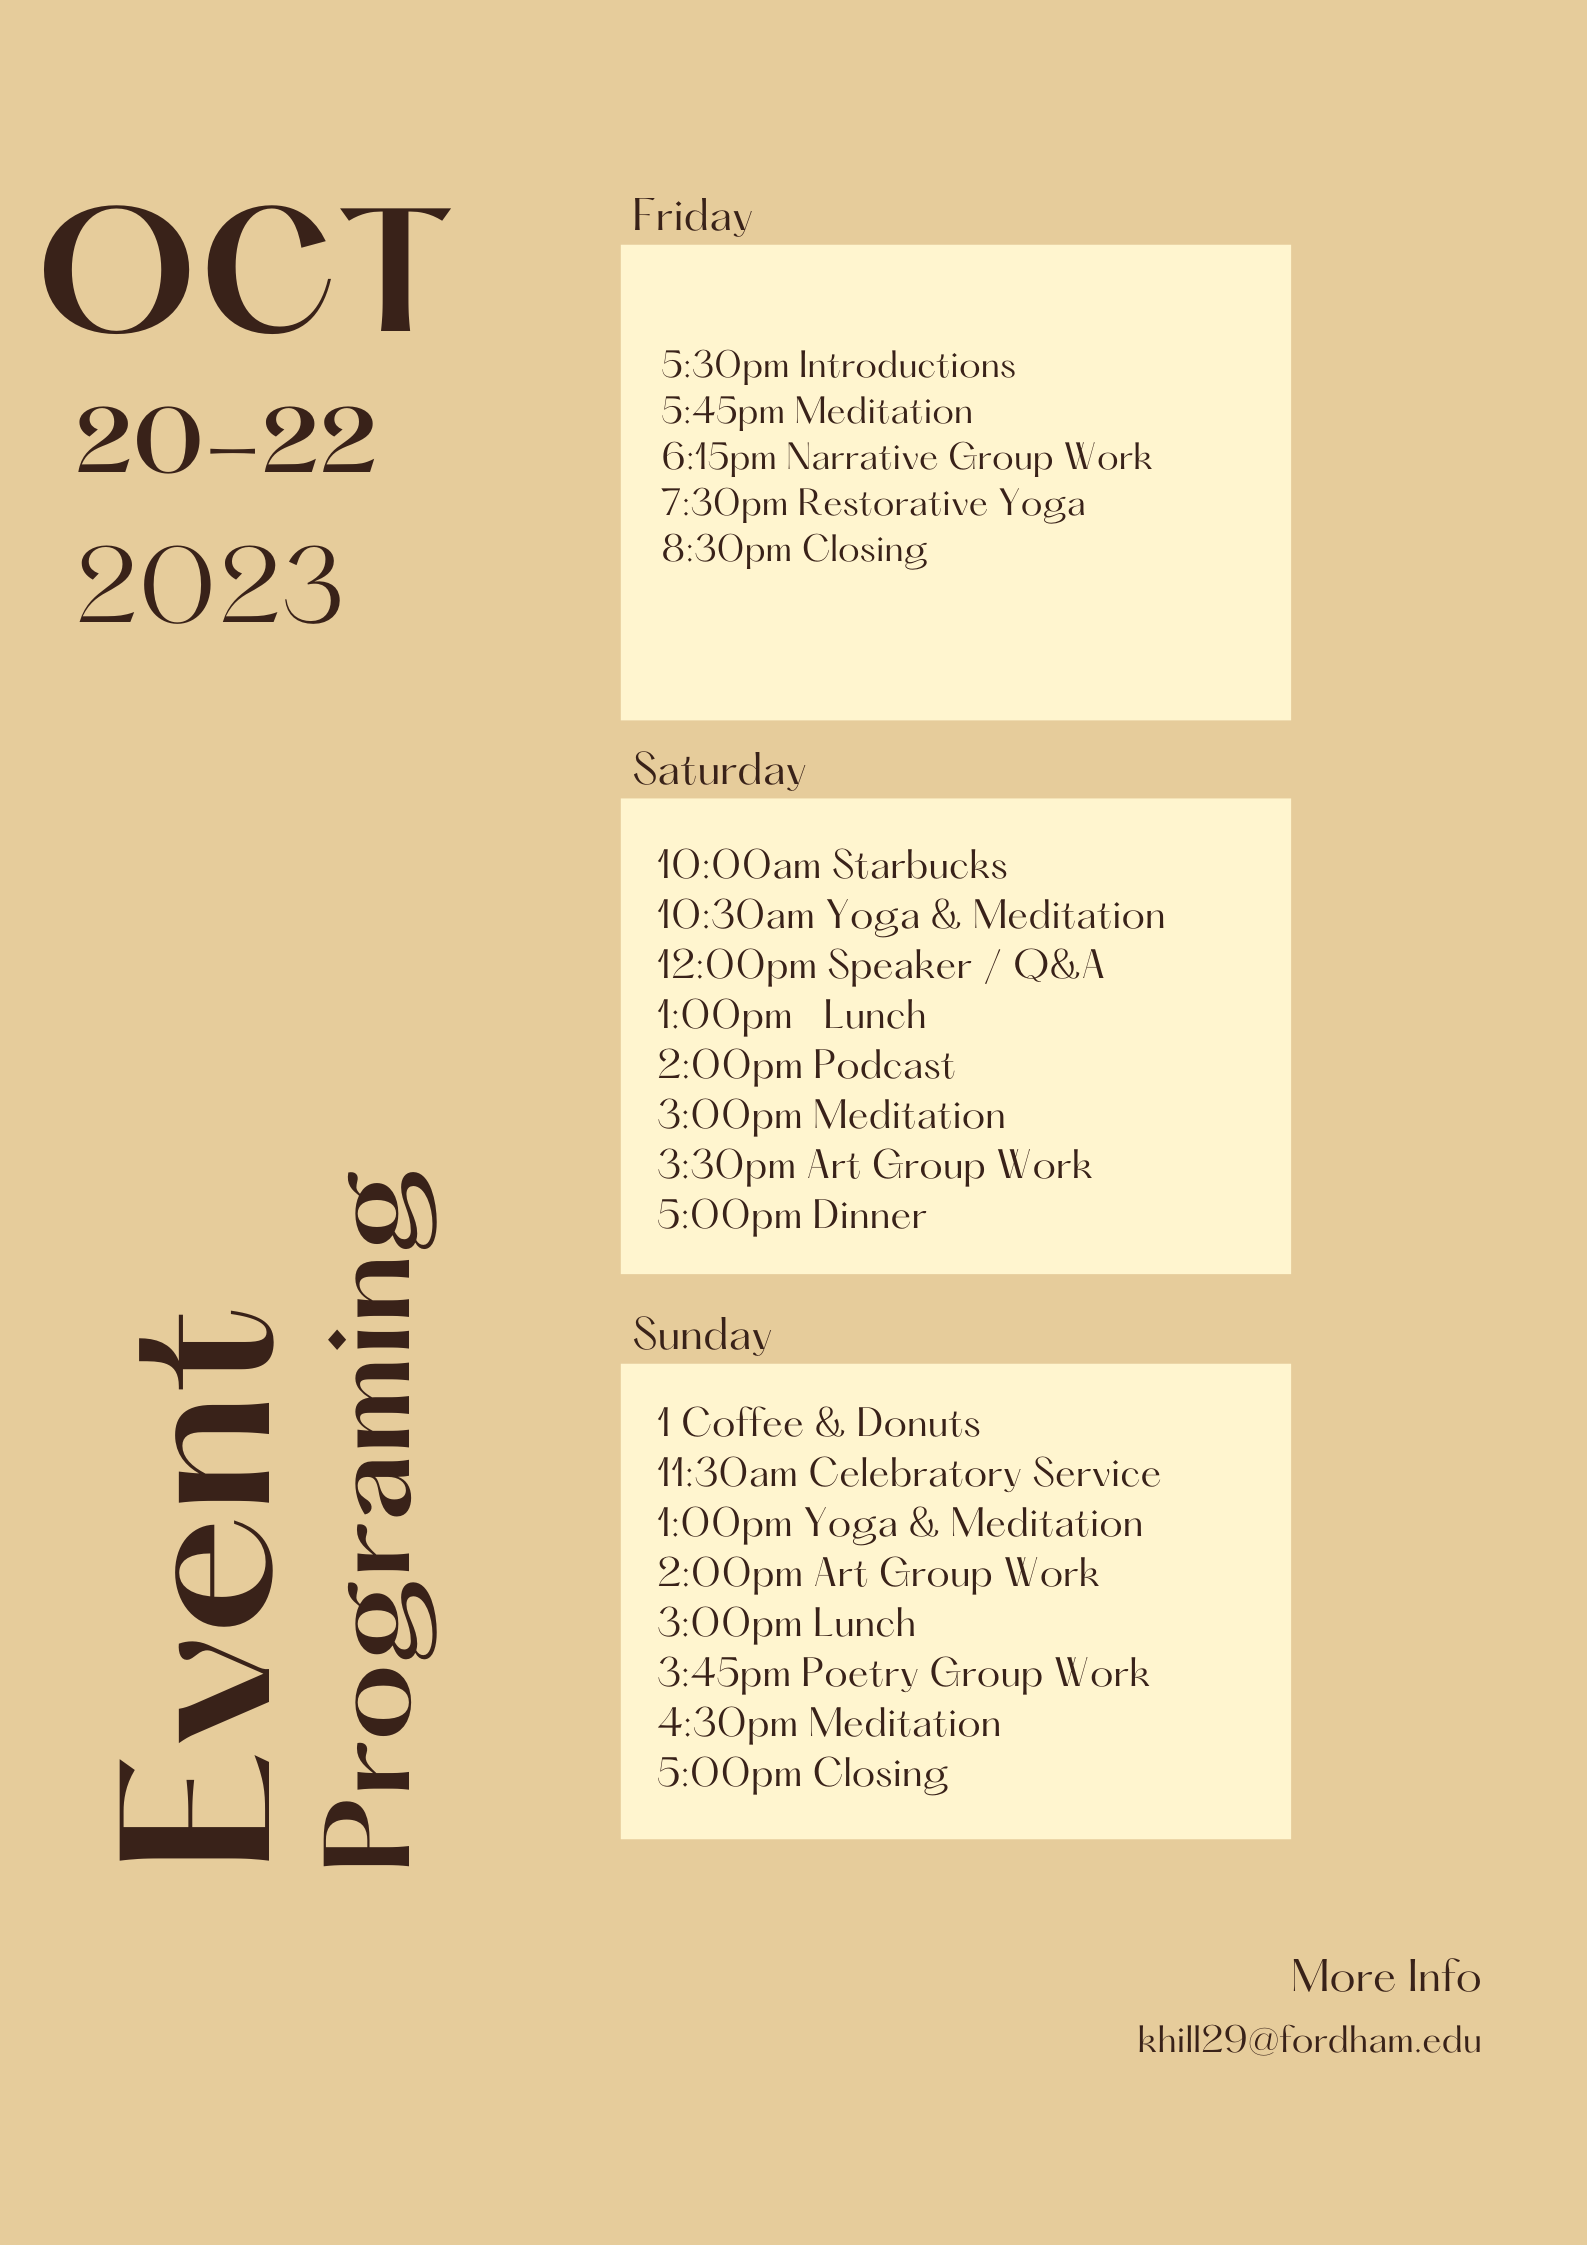 OCT
20-22
2023
Event
Programing
Friday
5:30pm Introductions
5:45pm Meditation
6:15pm Narrative Group Work
7:30pm Restorative Yoga
8:30pm Closing
Saturday
10:00am Starbucks
10:30am Yoga & Meditation
12:00pm Speaker / Q&A
1:00pm Lunch
2:00pm Podcast
3:00pm Meditation
3:30pm Art Group Work
5:00pm Dinner
Sunday
1 Coffee & Donuts
11:30am Celebratory Service
1:00pm Yoga & Meditation
2:00pm Art Group Work
3:00pm Lunch
3:45pm Poetry Group Work
4:30pm Meditation
5:00pm Closing
More Info
khill29@fordham.edu